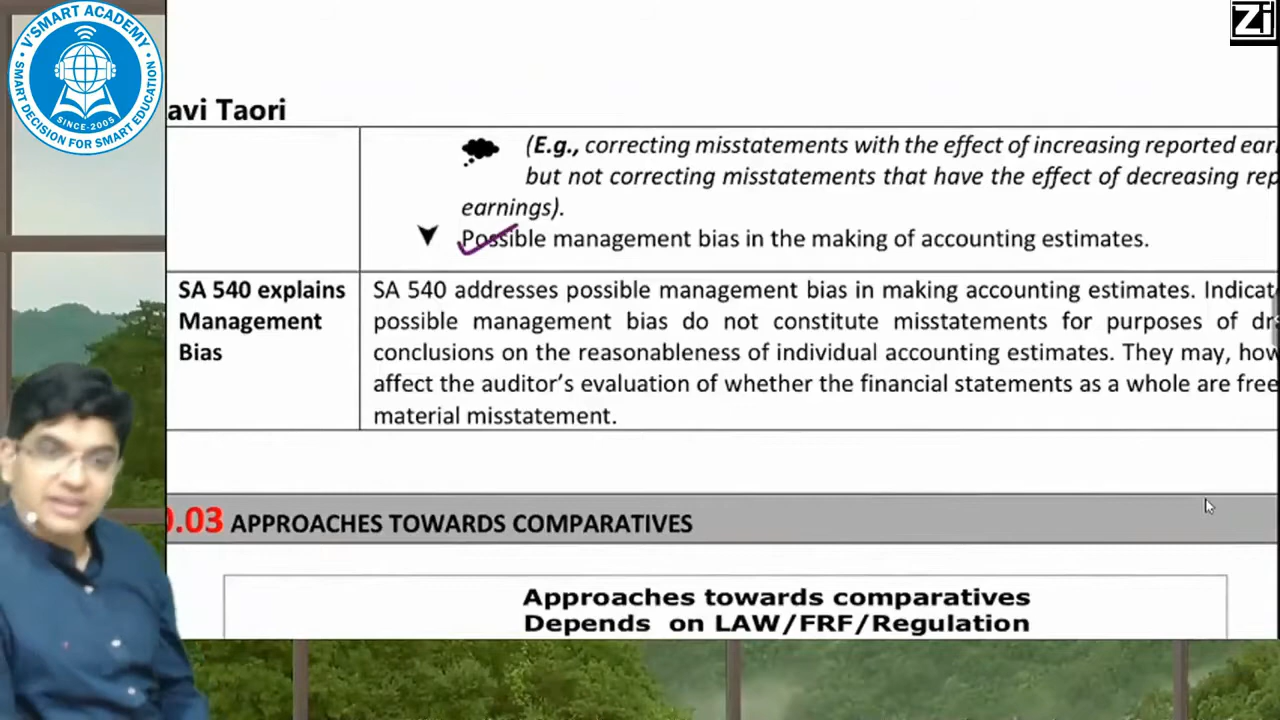 V'SMART ACADEMY
SINCE-2005
SMART DECISION FOR SMART EDUCATION
Zi
avi Taori
(E.g., correcting misstatements with the effect of increasing reported
but not correcting misstatements that have the effect of decreasing
earnings).
Possible management bias in the making of accounting estimates.
SA 540 explains
Management
Bias
SA 540 addresses possible management bias in making accounting estimates.
possible management bias do not constitute misstatements for purposes of
conclusions on the reasonableness of individual accounting estimates. They may,
affect the auditor's evaluation of whether the financial statements as a whole are free
material misstatement.
.03 APPROACHES TOWARDS COMPARATIVES
Approaches towards comparatives
Depends on LAW/FRF/Regulation